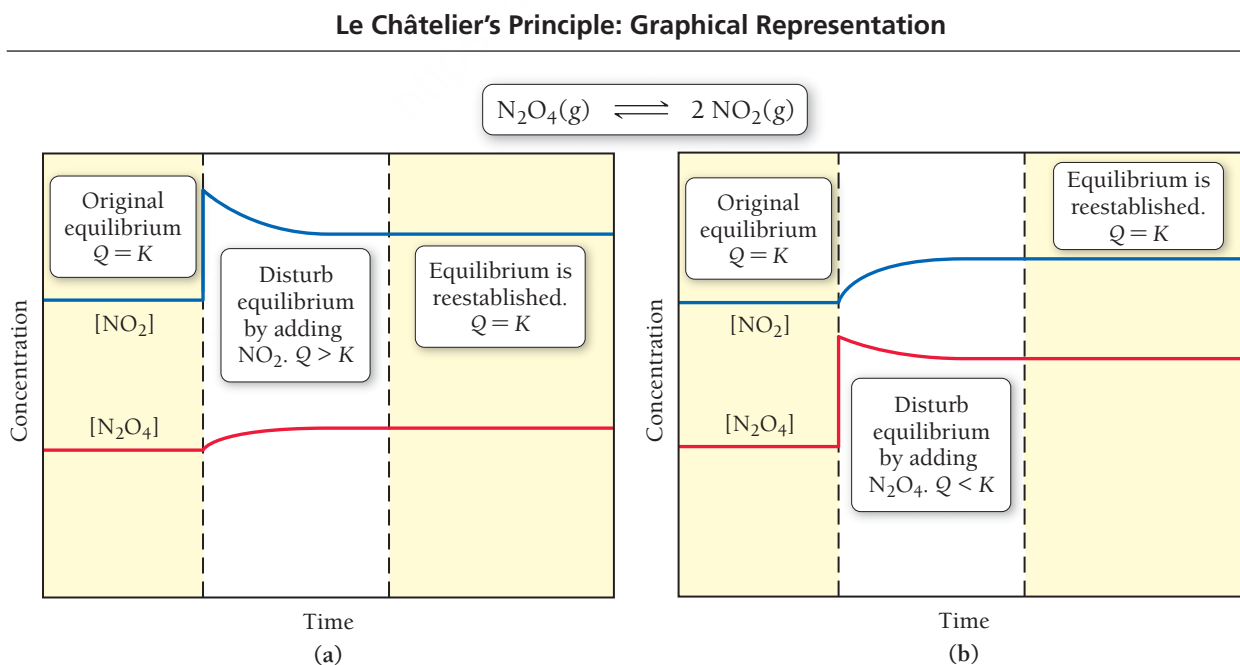 Le Châtelier's Principle: Graphical Representation
N₂O₄(g) ⇌ 2 NO₂(g)
Concentration
Original
equilibrium
Q = K
[NO₂]
[N₂O₄]
Disturb
equilibrium
by adding
NO₂. Q > K
Equilibrium is
reestablished.
Q = K
Time
(a)
Concentration
Original
equilibrium
Q = K
[NO₂]
[N₂O₄]
Disturb
equilibrium
by adding
N₂O₄. Q < K
Equilibrium is
reestablished.
Q = K
Time
(b)